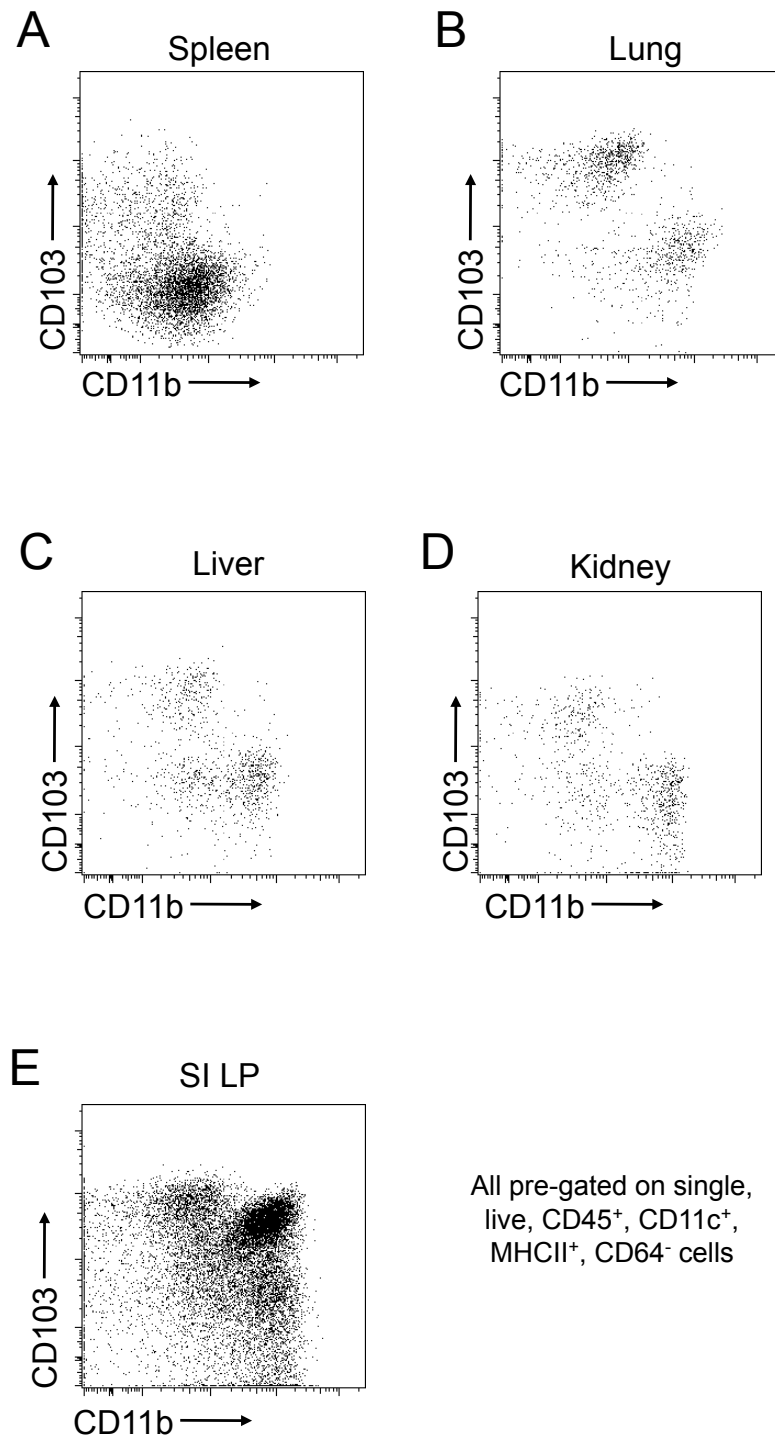 A
Spleen
CD103
CD11b
B
Lung
CD103
CD11b
C
Liver
CD103
CD11b
D
Kidney
CD103
CD11b
E
SI LP
CD103
CD11b
All pre-gated on single,
live, CD45⁺, CD11c⁺,
MHCII⁺, CD64⁻ cells